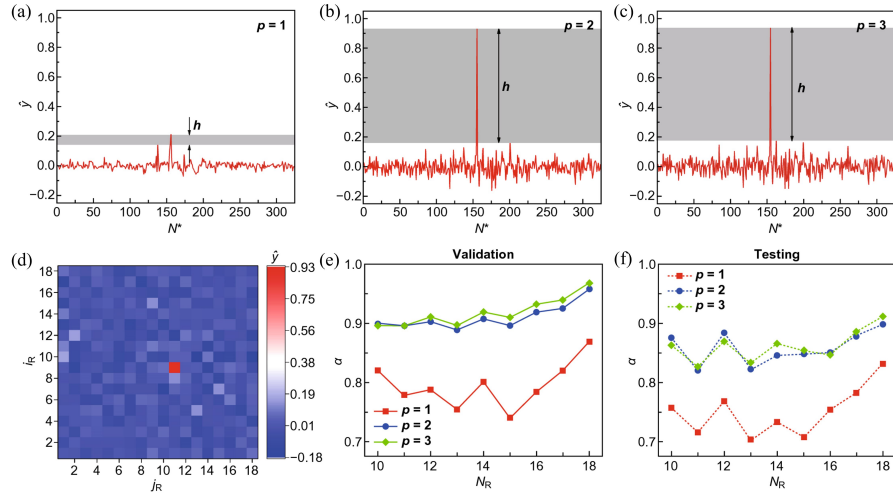 (a)
p = 1
1.0
0.8
0.6
0.4
0.2
0.0
−0.2
ŷ
h
0 50 100 150 200 250 300
N*
(b)
p = 2
1.0
0.8
0.6
0.4
0.2
0.0
−0.2
ŷ
h
0 50 100 150 200 250 300
N*
(c)
p = 3
1.0
0.8
0.6
0.4
0.2
0.0
−0.2
ŷ
h
0 50 100 150 200 250 300
N*
(d)
18
16
14
12
10
8
6
4
2
iR
2 4 6 8 10 12 14 16 18
jR
ŷ
0.93
0.75
0.56
0.38
0.19
0.01
−0.18
(e)
Validation
1.0
0.9
0.8
0.7
α
p = 1
p = 2
p = 3
10 12 14 16 18
NR
(f)
Testing
1.0
0.9
0.8
0.7
α
p = 1
p = 2
p = 3
10 12 14 16 18
NR